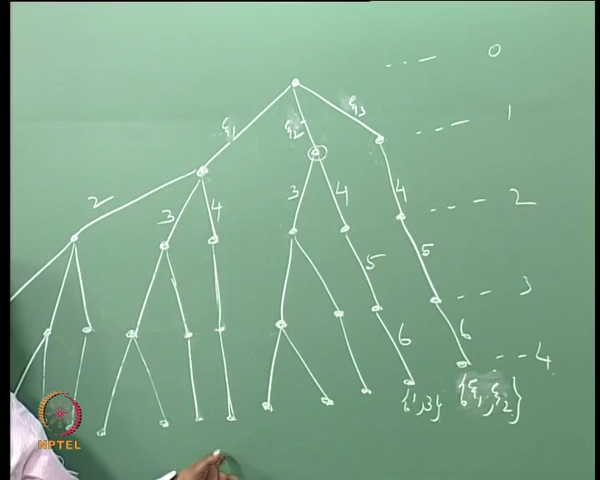 --- 0
ξ1 ξ2 ξ3 --- 1
2 3 4 3 4 4 --- 2
5 5 --- 3
6 6 --- 4
{1,3} {ξ1, ξ2}
NPTEL